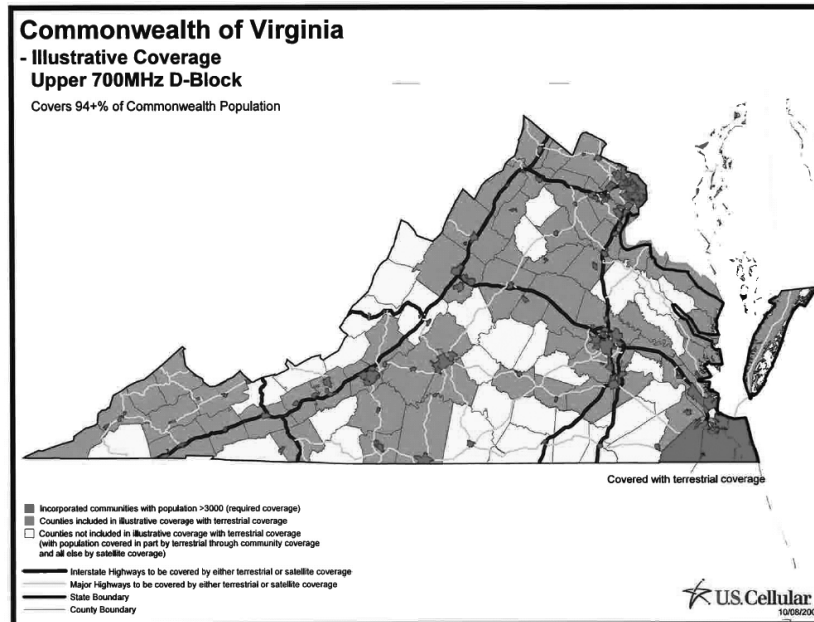 Commonwealth of Virginia
- Illustrative Coverage
Upper 700MHz D-Block
Covers 94+% of Commonwealth Population
Covered with terrestrial coverage
Incorporated communities with population >3000 (required coverage)
Counties included in illustrative coverage with terrestrial coverage
Counties not included in illustrative coverage with terrestrial coverage
(with population covered in part by terrestrial through community coverage
and all else by satellite coverage)
Interstate Highways to be covered by either terrestrial or satellite coverage
Major Highways to be covered by either terrestrial or satellite coverage
State Boundary
County Boundary
U.S. Cellular